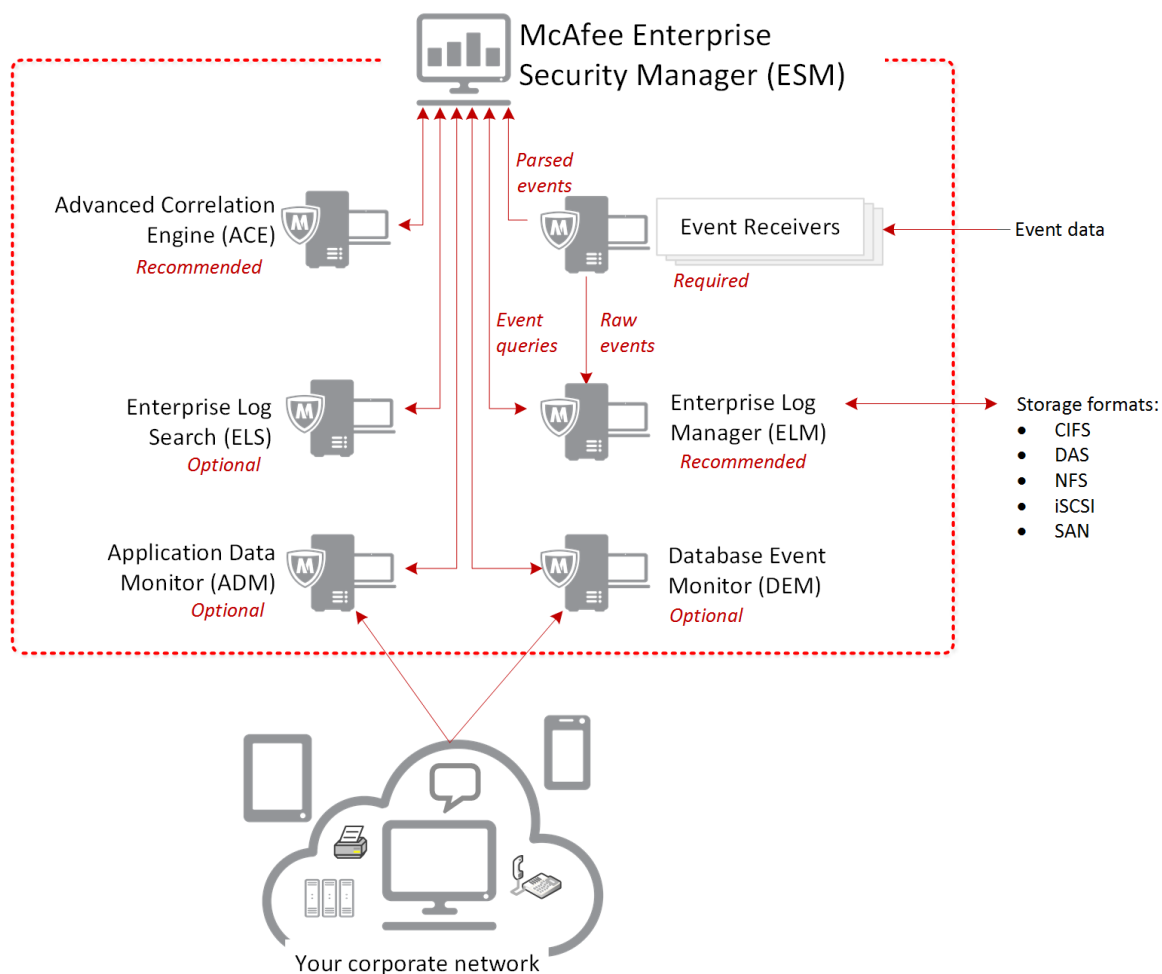 McAfee Enterprise
Security Manager (ESM)
Parsed
events
Advanced Correlation
Engine (ACE)
Recommended
Event Receivers
Required
Event data
Event
queries
Raw
events
Enterprise Log
Search (ELS)
Optional
Enterprise Log
Manager (ELM)
Recommended
Storage formats:
● CIFS
● DAS
● NFS
● iSCSI
● SAN
Application Data
Monitor (ADM)
Optional
Database Event
Monitor (DEM)
Optional
Your corporate network